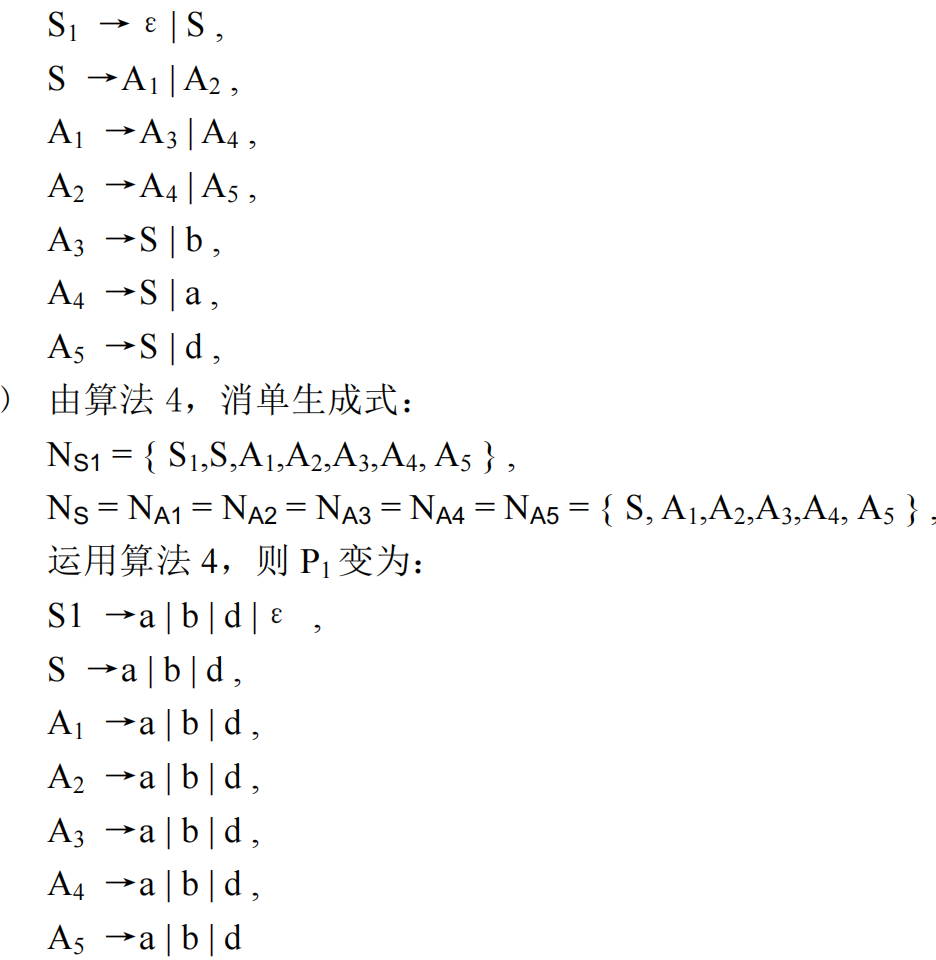 S₁ → ε | S ,
S → A₁ | A₂ ,
A₁ → A₃ | A₄ ,
A₂ → A₄ | A₅ ,
A₃ → S | b ,
A₄ → S | a ,
A₅ → S | d ,
) 由算法 4，消单生成式：
N_S1 = { S₁,S,A₁,A₂,A₃,A₄, A₅ } ,
N_S = N_A1 = N_A2 = N_A3 = N_A4 = N_A5 = { S, A₁,A₂,A₃,A₄, A₅ } ,
运用算法 4，则 P₁ 变为：
S1 → a | b | d | ε ,
S → a | b | d ,
A₁ → a | b | d ,
A₂ → a | b | d ,
A₃ → a | b | d ,
A₄ → a | b | d ,
A₅ → a | b | d